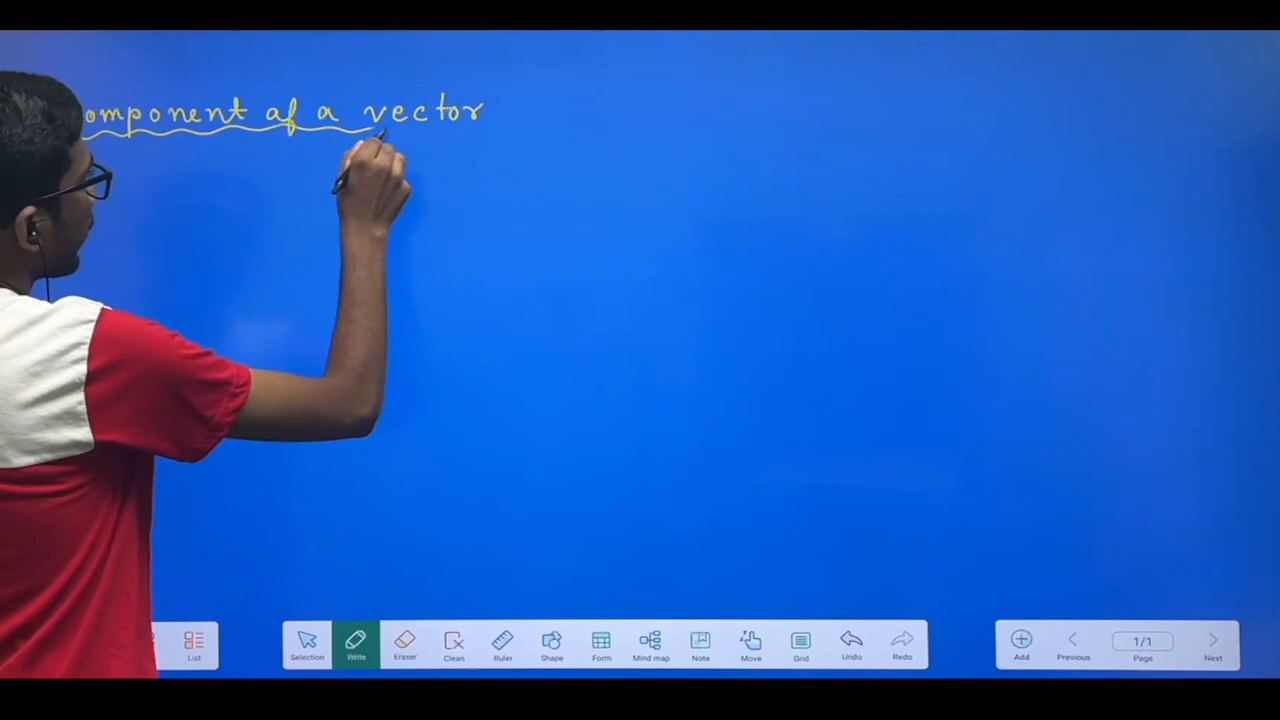 omponent of a vector
List
Selection Write Eraser Clean Ruler Shape Form Mind map Note Move Grid Undo Redo
Add Previous 1/1 Page Next